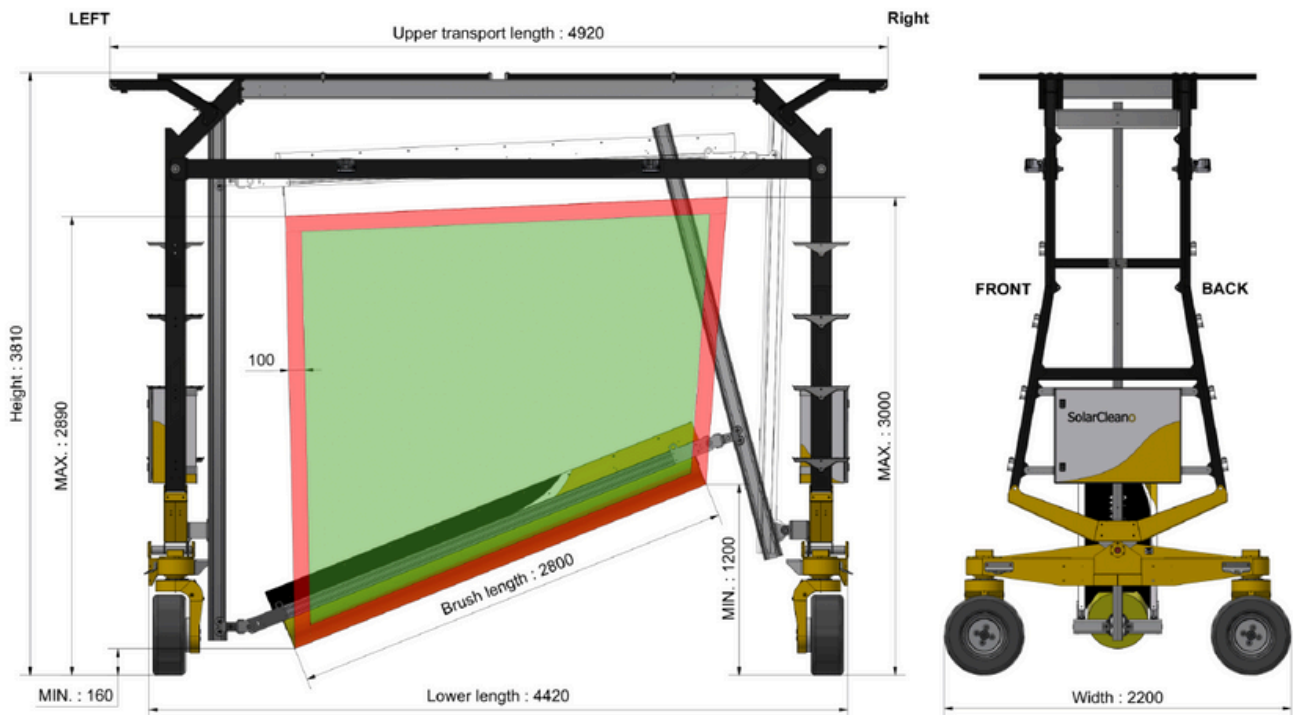 LEFT
Right
Upper transport length : 4920
Height : 3810
MAX. : 2890
100
MAX. : 3000
Brush length : 2800
MIN. : 1200
MIN. : 160
Lower length : 4420
FRONT
BACK
SolarCleano
Width : 2200